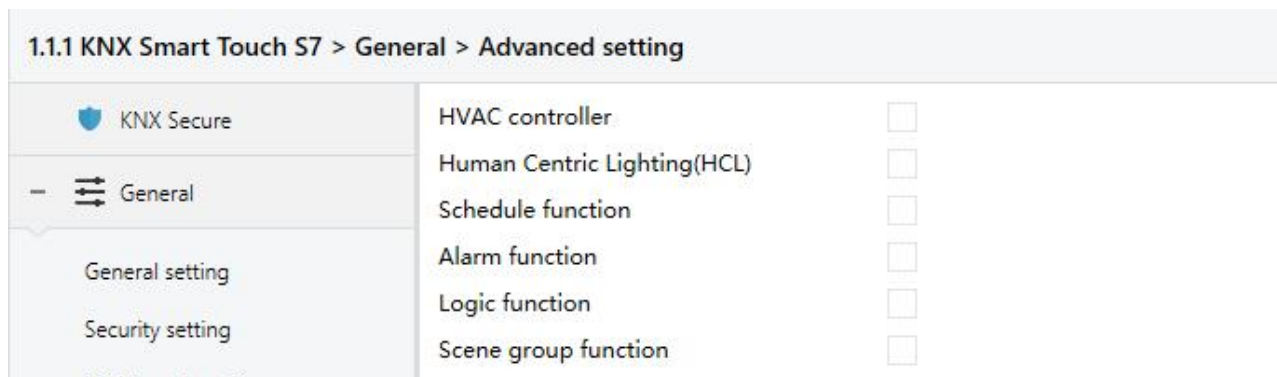 1.1.1 KNX Smart Touch S7 > General > Advanced setting
KNX Secure
General
General setting
Security setting
HVAC controller
Human Centric Lighting(HCL)
Schedule function
Alarm function
Logic function
Scene group function